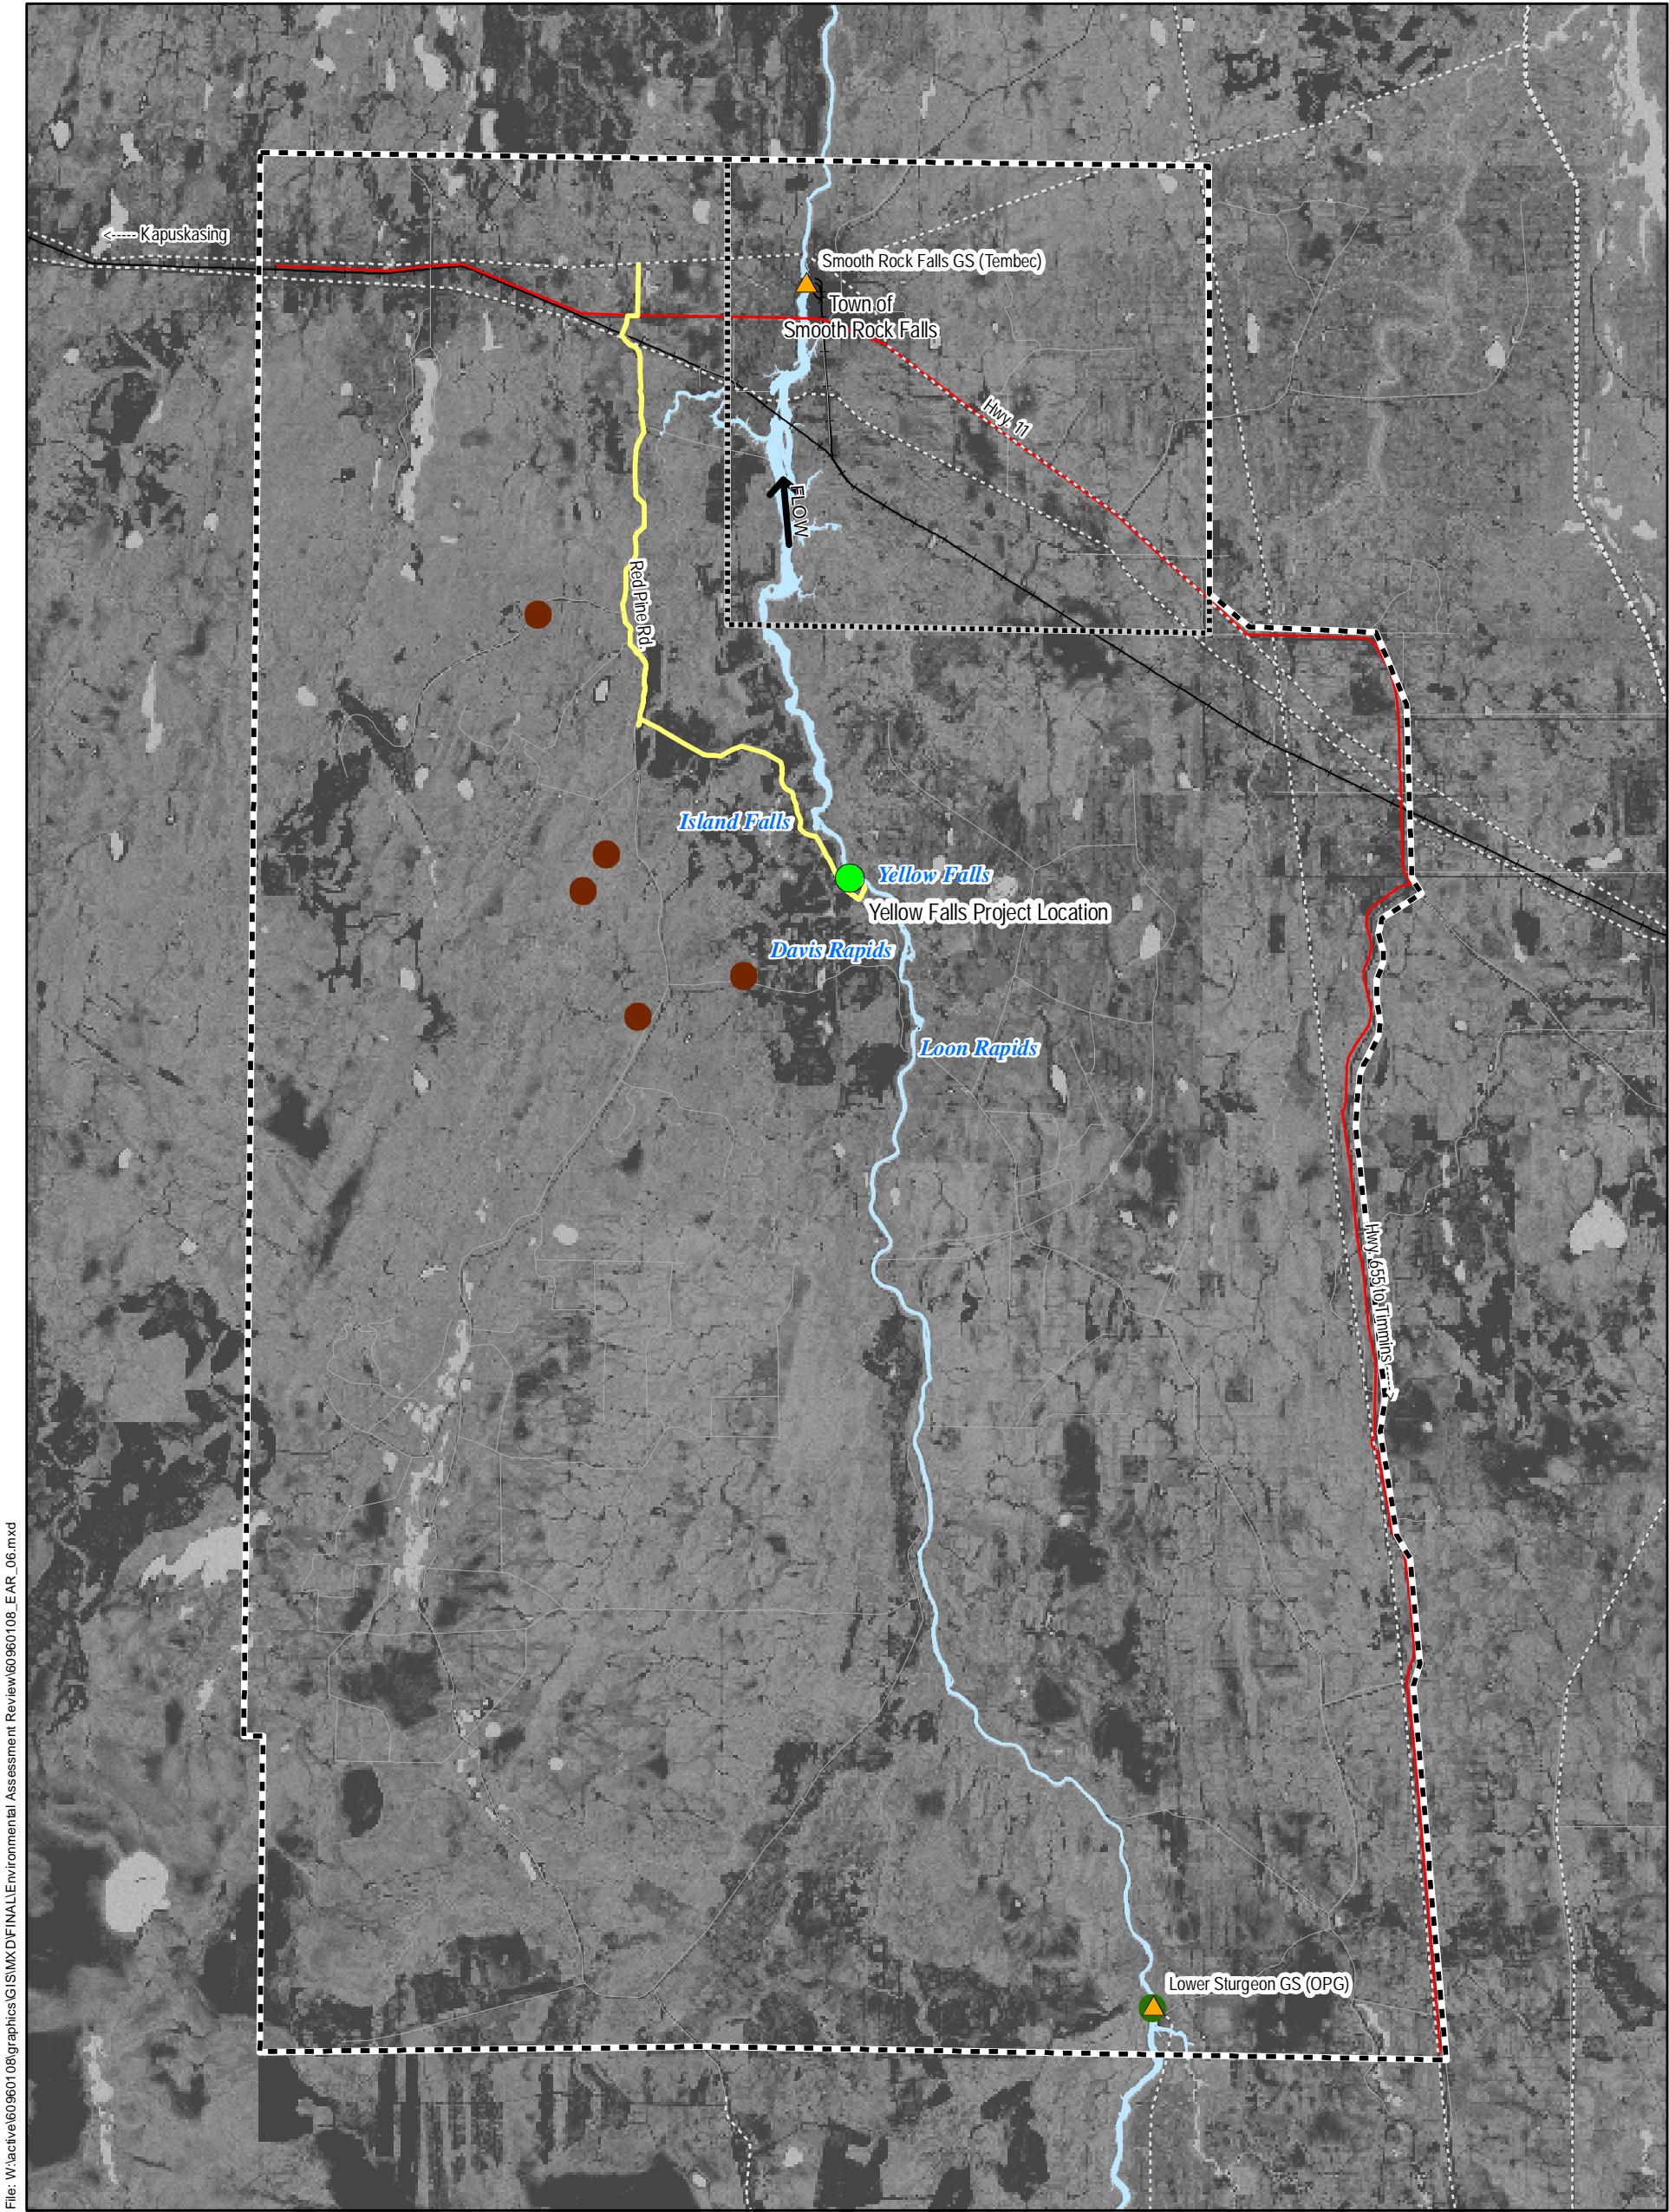 <----- Kapuskasing
Smooth Rock Falls GS (Tembec)
Town of
Smooth Rock Falls
Hwy. 11
FLOW
Red Pine Rd.
Island Falls
Yellow Falls
Yellow Falls Project Location
Davis Rapids
Loon Rapids
Hwy. 655 to Timmins ----->
Lower Sturgeon GS (OPG)
File: W:\active\60960108\graphics\GIS\MXD\FINAL\Environmental Assessment Review\60960108_EAR_06.mxd